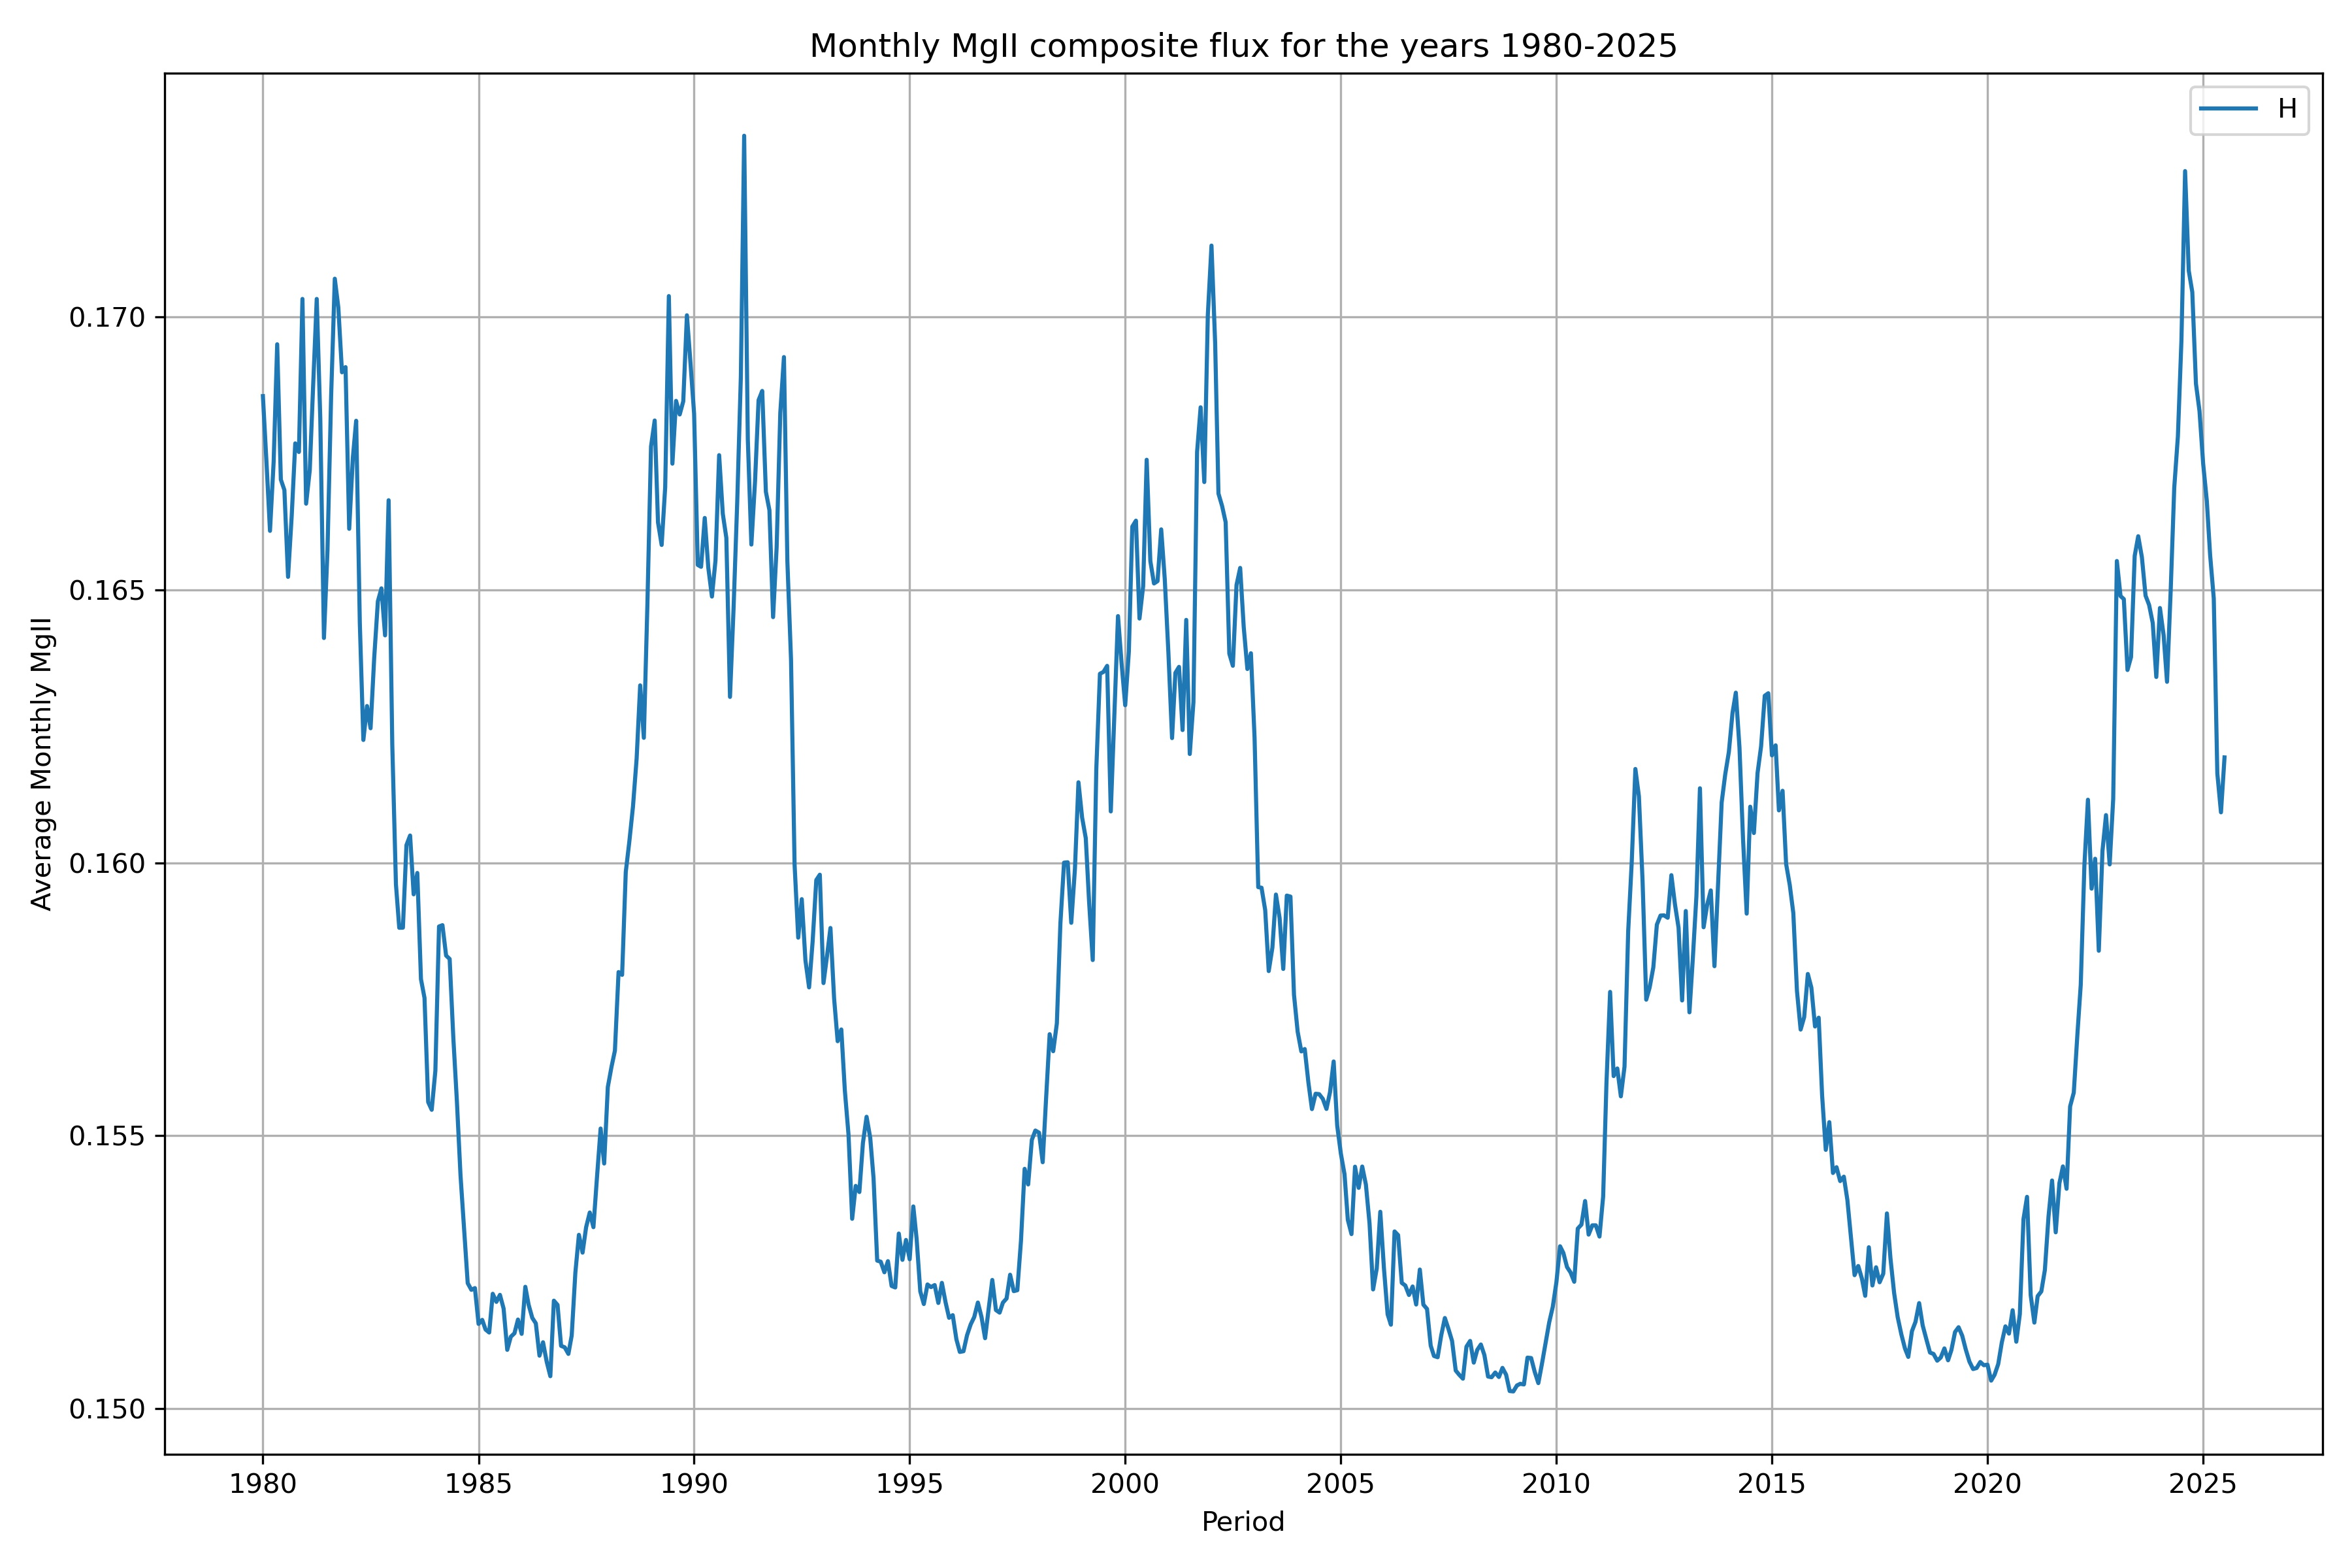 Monthly MgII composite flux for the years 1980-2025
H
Average Monthly MgII
0.170
0.165
0.160
0.155
0.150
1980 1985 1990 1995 2000 2005 2010 2015 2020 2025
Period